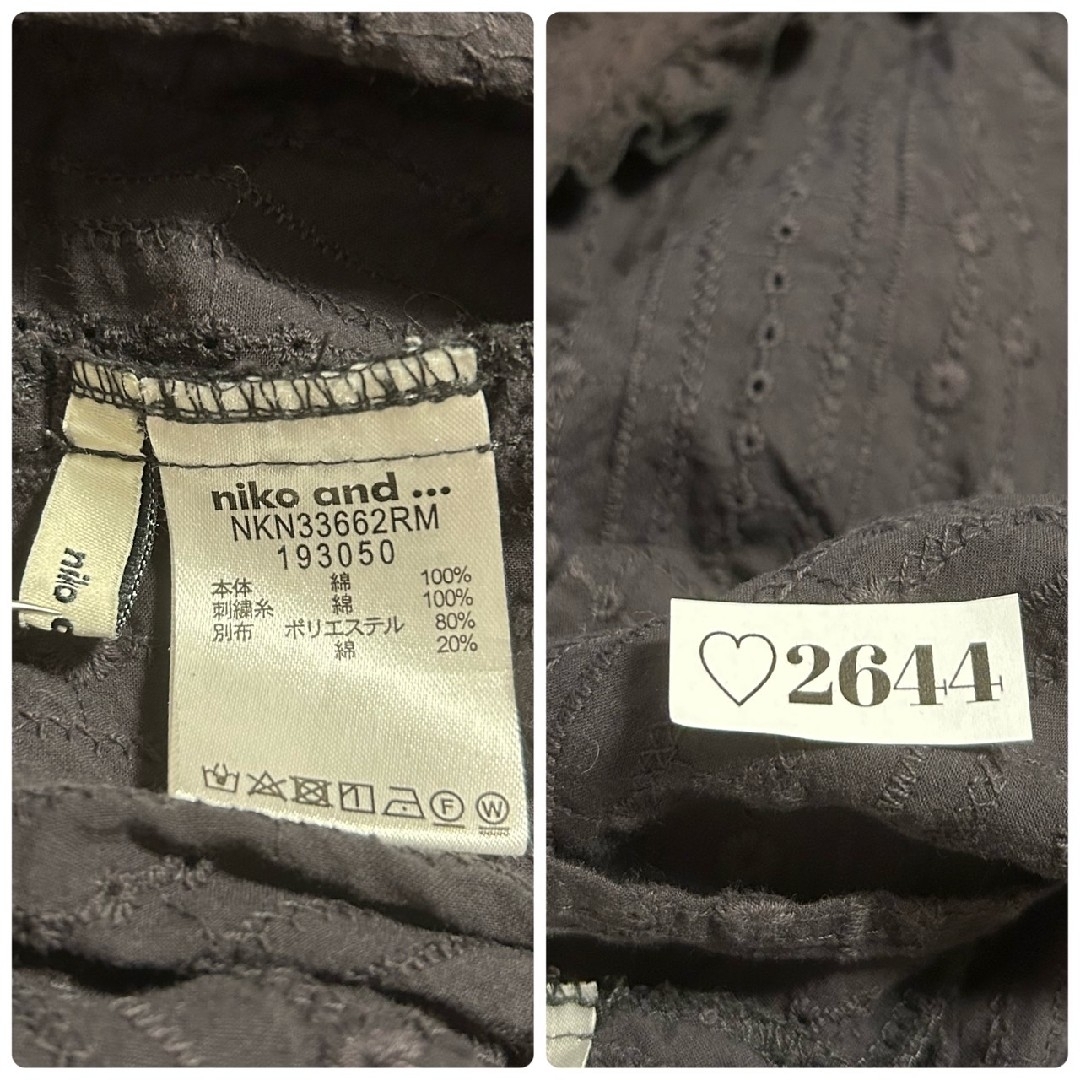 niko and ...
NKN33662RM
193050
本体 綿 100%
刺繍糸 綿 100%
別布 ポリエステル 80%
綿 20%
F W
niko
♡2644